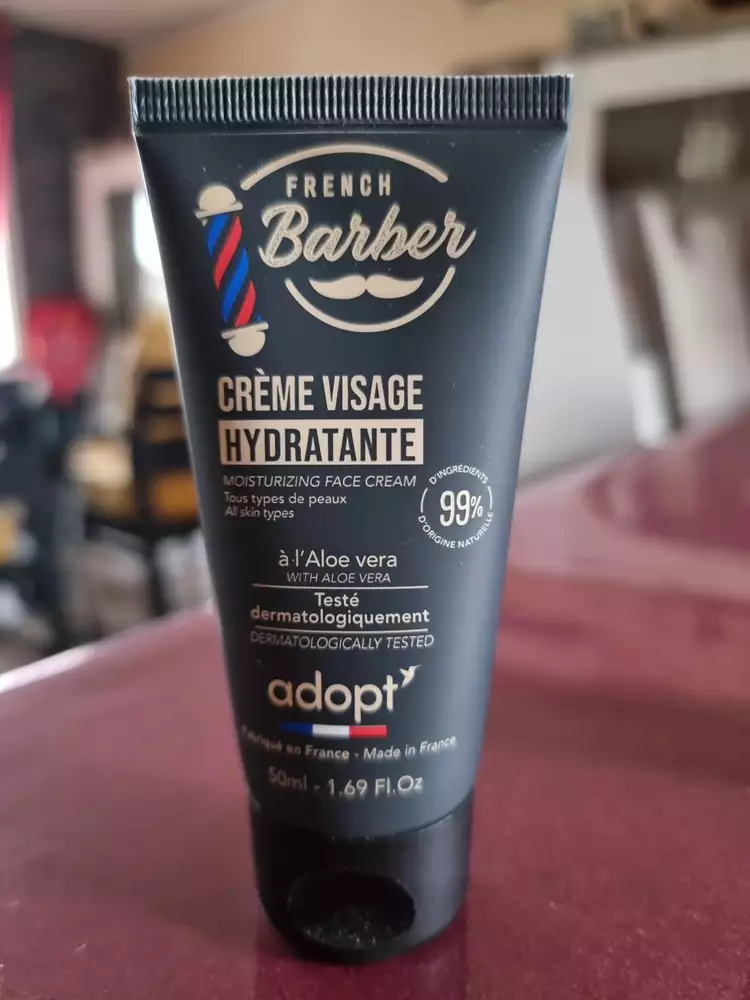 FRENCH
Barber
CRÈME VISAGE
HYDRATANTE
MOISTURIZING FACE CREAM
Tous types de peaux
All skin types
D'INGRÉDIENTS
99%
D'ORIGINE NATURELLE
à l'Aloe vera
WITH ALOE VERA
Testé
dermatologiquement
DERMATOLOGICALLY TESTED
adopt'
Fabriqué en France - Made in France
50ml - 1.69 Fl.Oz